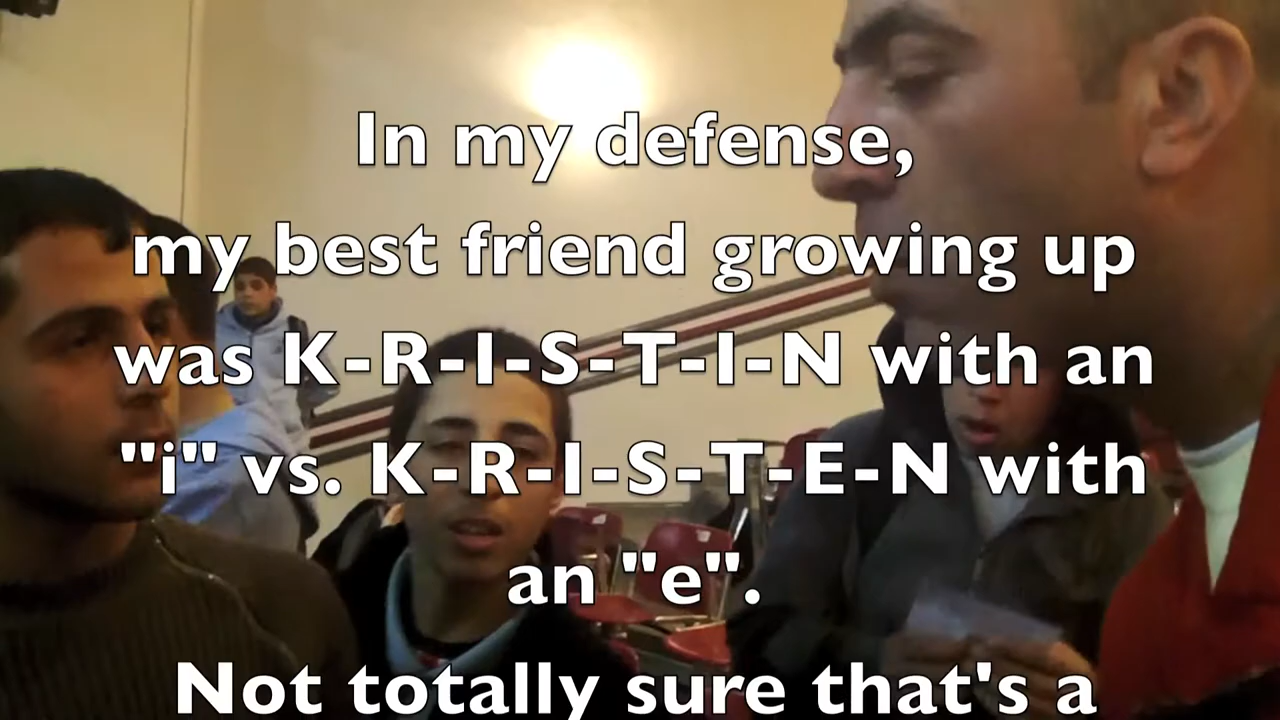 In my defense,
my best friend growing up
was K-R-I-S-T-I-N with an
"i" vs. K-R-I-S-T-E-N with
an "e".
Not totally sure that's a